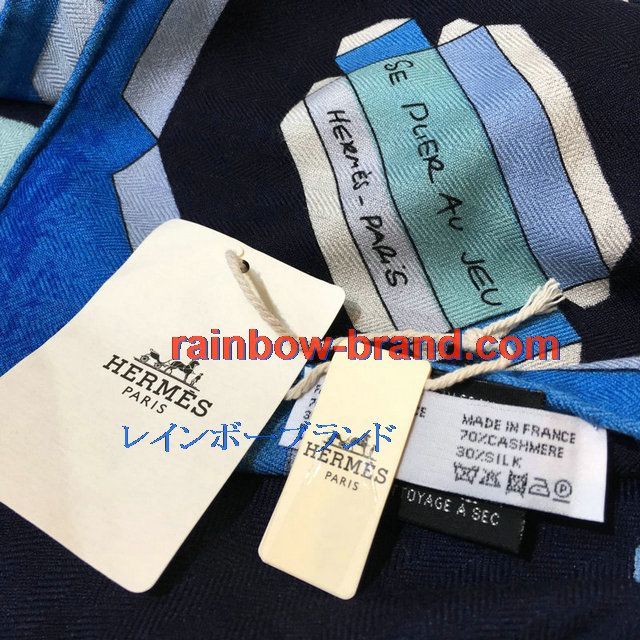 SE DUER AU JEU
HERMÈS-PARIS
rainbow-brand.com
レインボーブランド
HERMÈS
PARIS
HERMÈS
PARIS
MADE IN FRANCE
70%CASHMERE
30%SILK
OYAGE À SEC